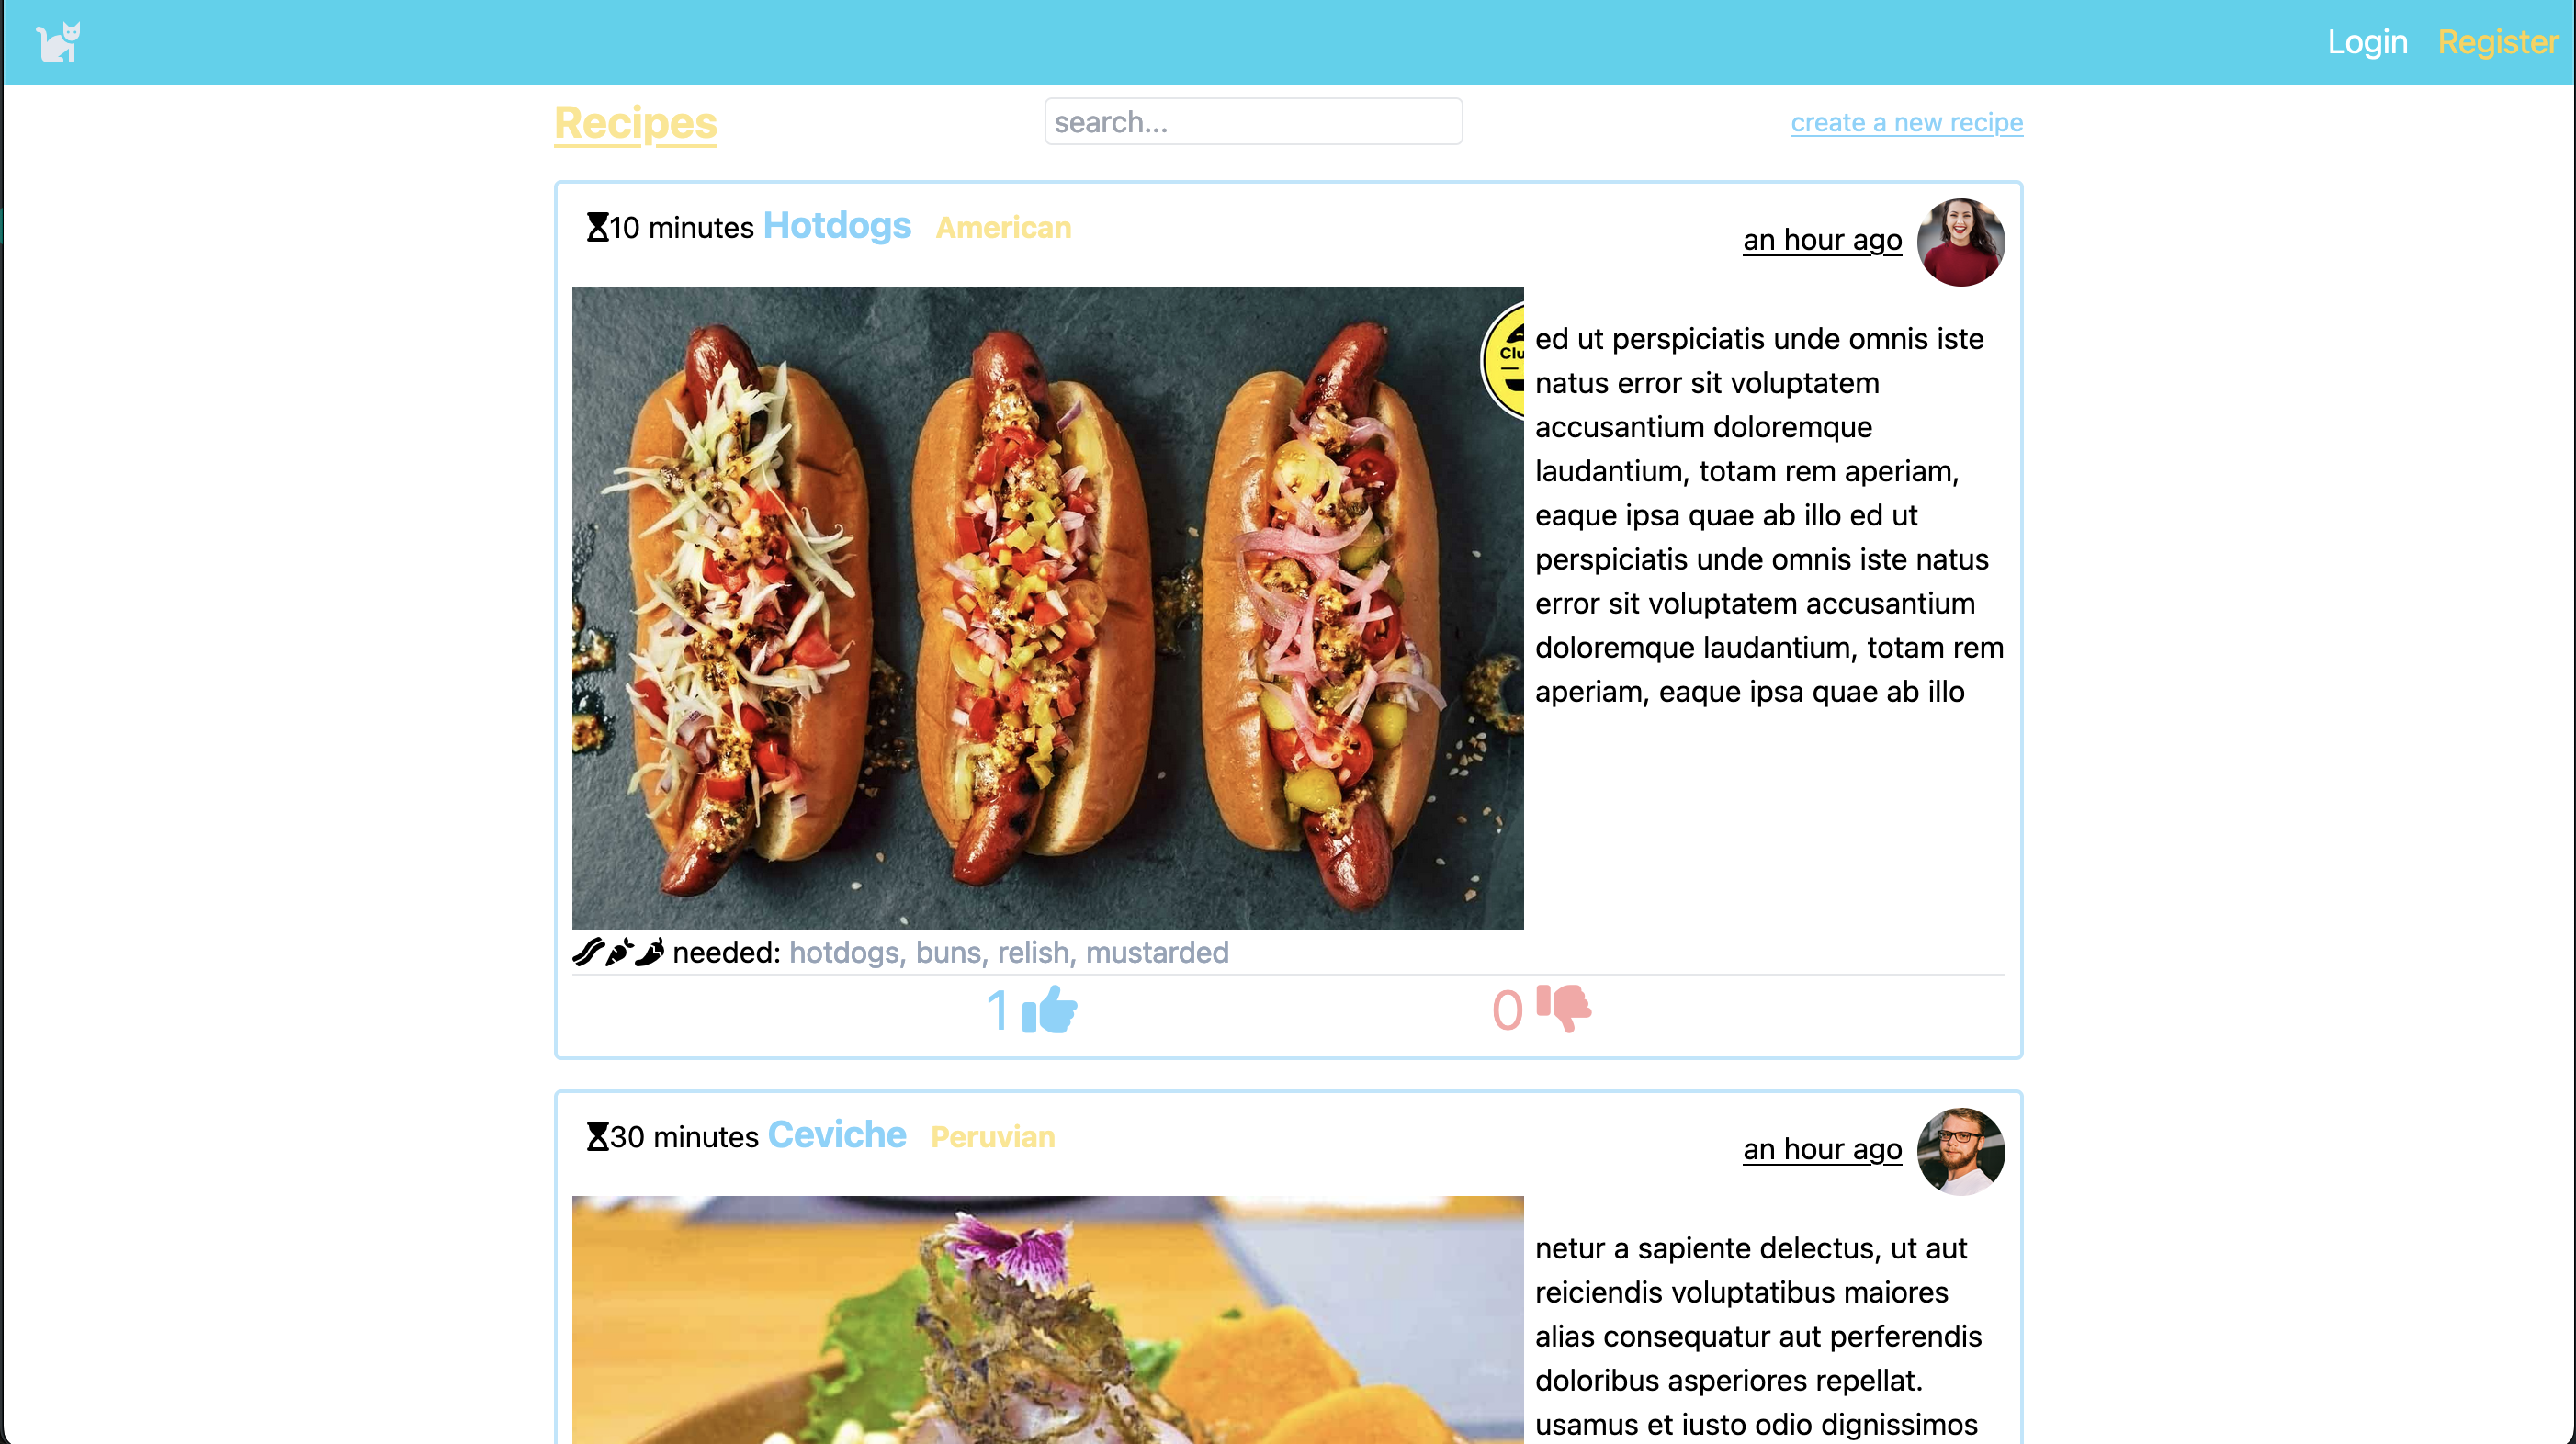 Login Register
Recipes
search...
create a new recipe
10 minutes Hotdogs American
an hour ago
ed ut perspiciatis unde omnis iste
natus error sit voluptatem
accusantium doloremque
laudantium, totam rem aperiam,
eaque ipsa quae ab illo ed ut
perspiciatis unde omnis iste natus
error sit voluptatem accusantium
doloremque laudantium, totam rem
aperiam, eaque ipsa quae ab illo
needed: hotdogs, buns, relish, mustarded
1
0
30 minutes Ceviche Peruvian
an hour ago
netur a sapiente delectus, ut aut
reiciendis voluptatibus maiores
alias consequatur aut perferendis
doloribus asperiores repellat.
usamus et iusto odio dignissimos